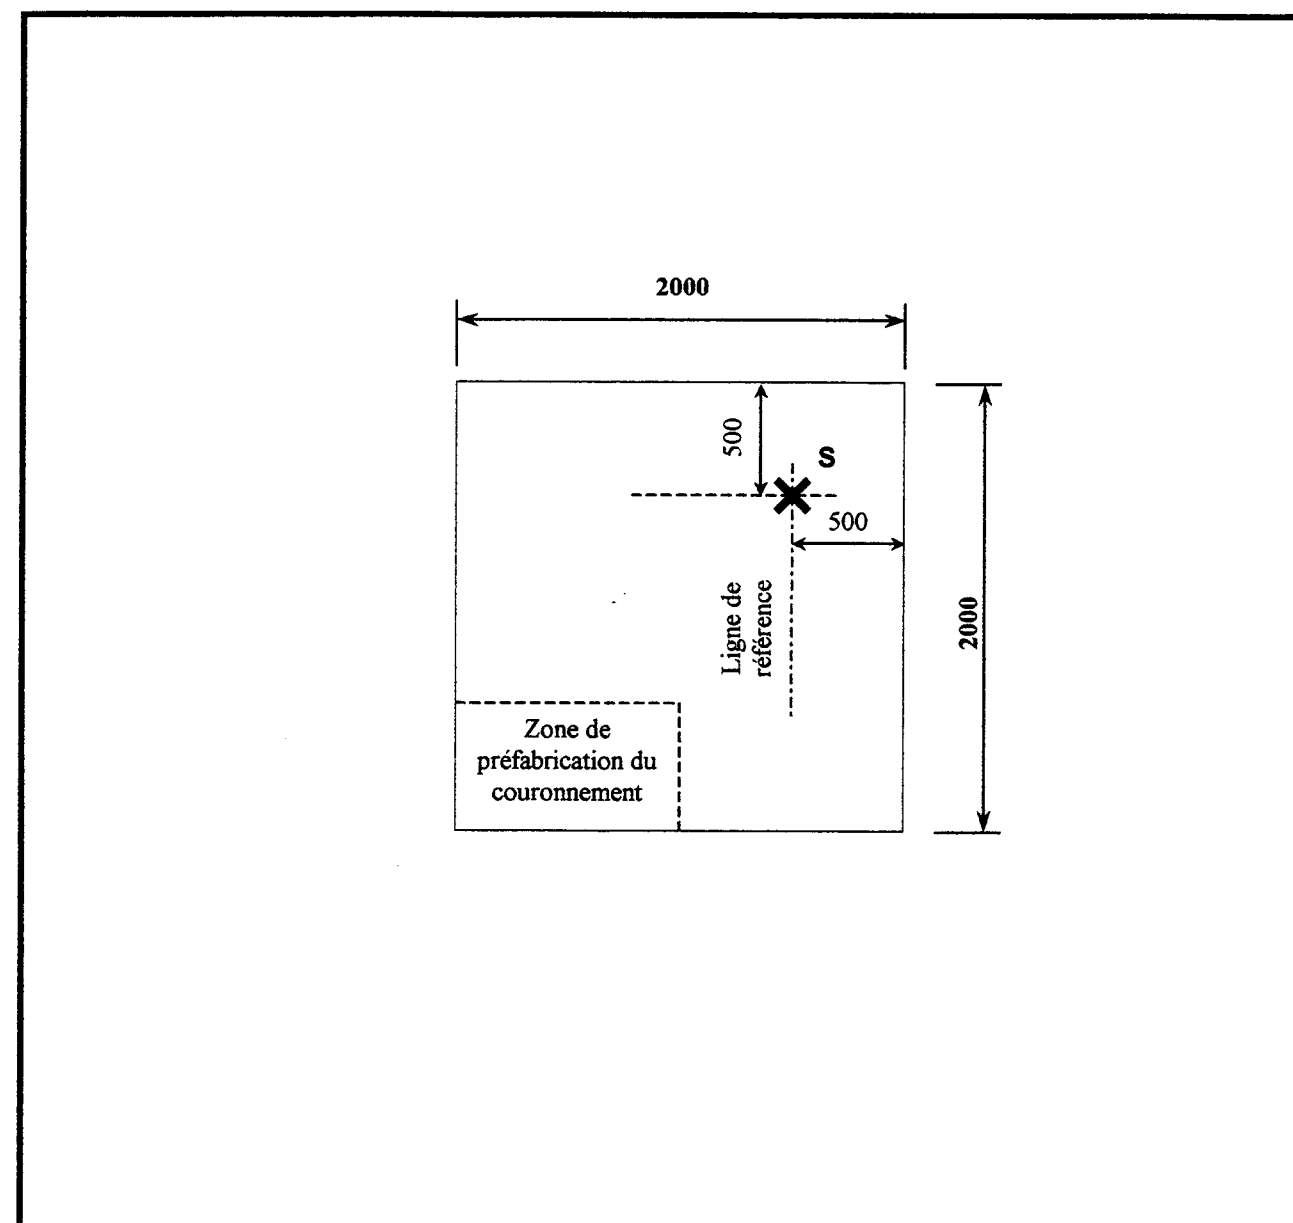 2000
500
S
500
Ligne de
référence
2000
Zone de
préfabrication du
couronnement